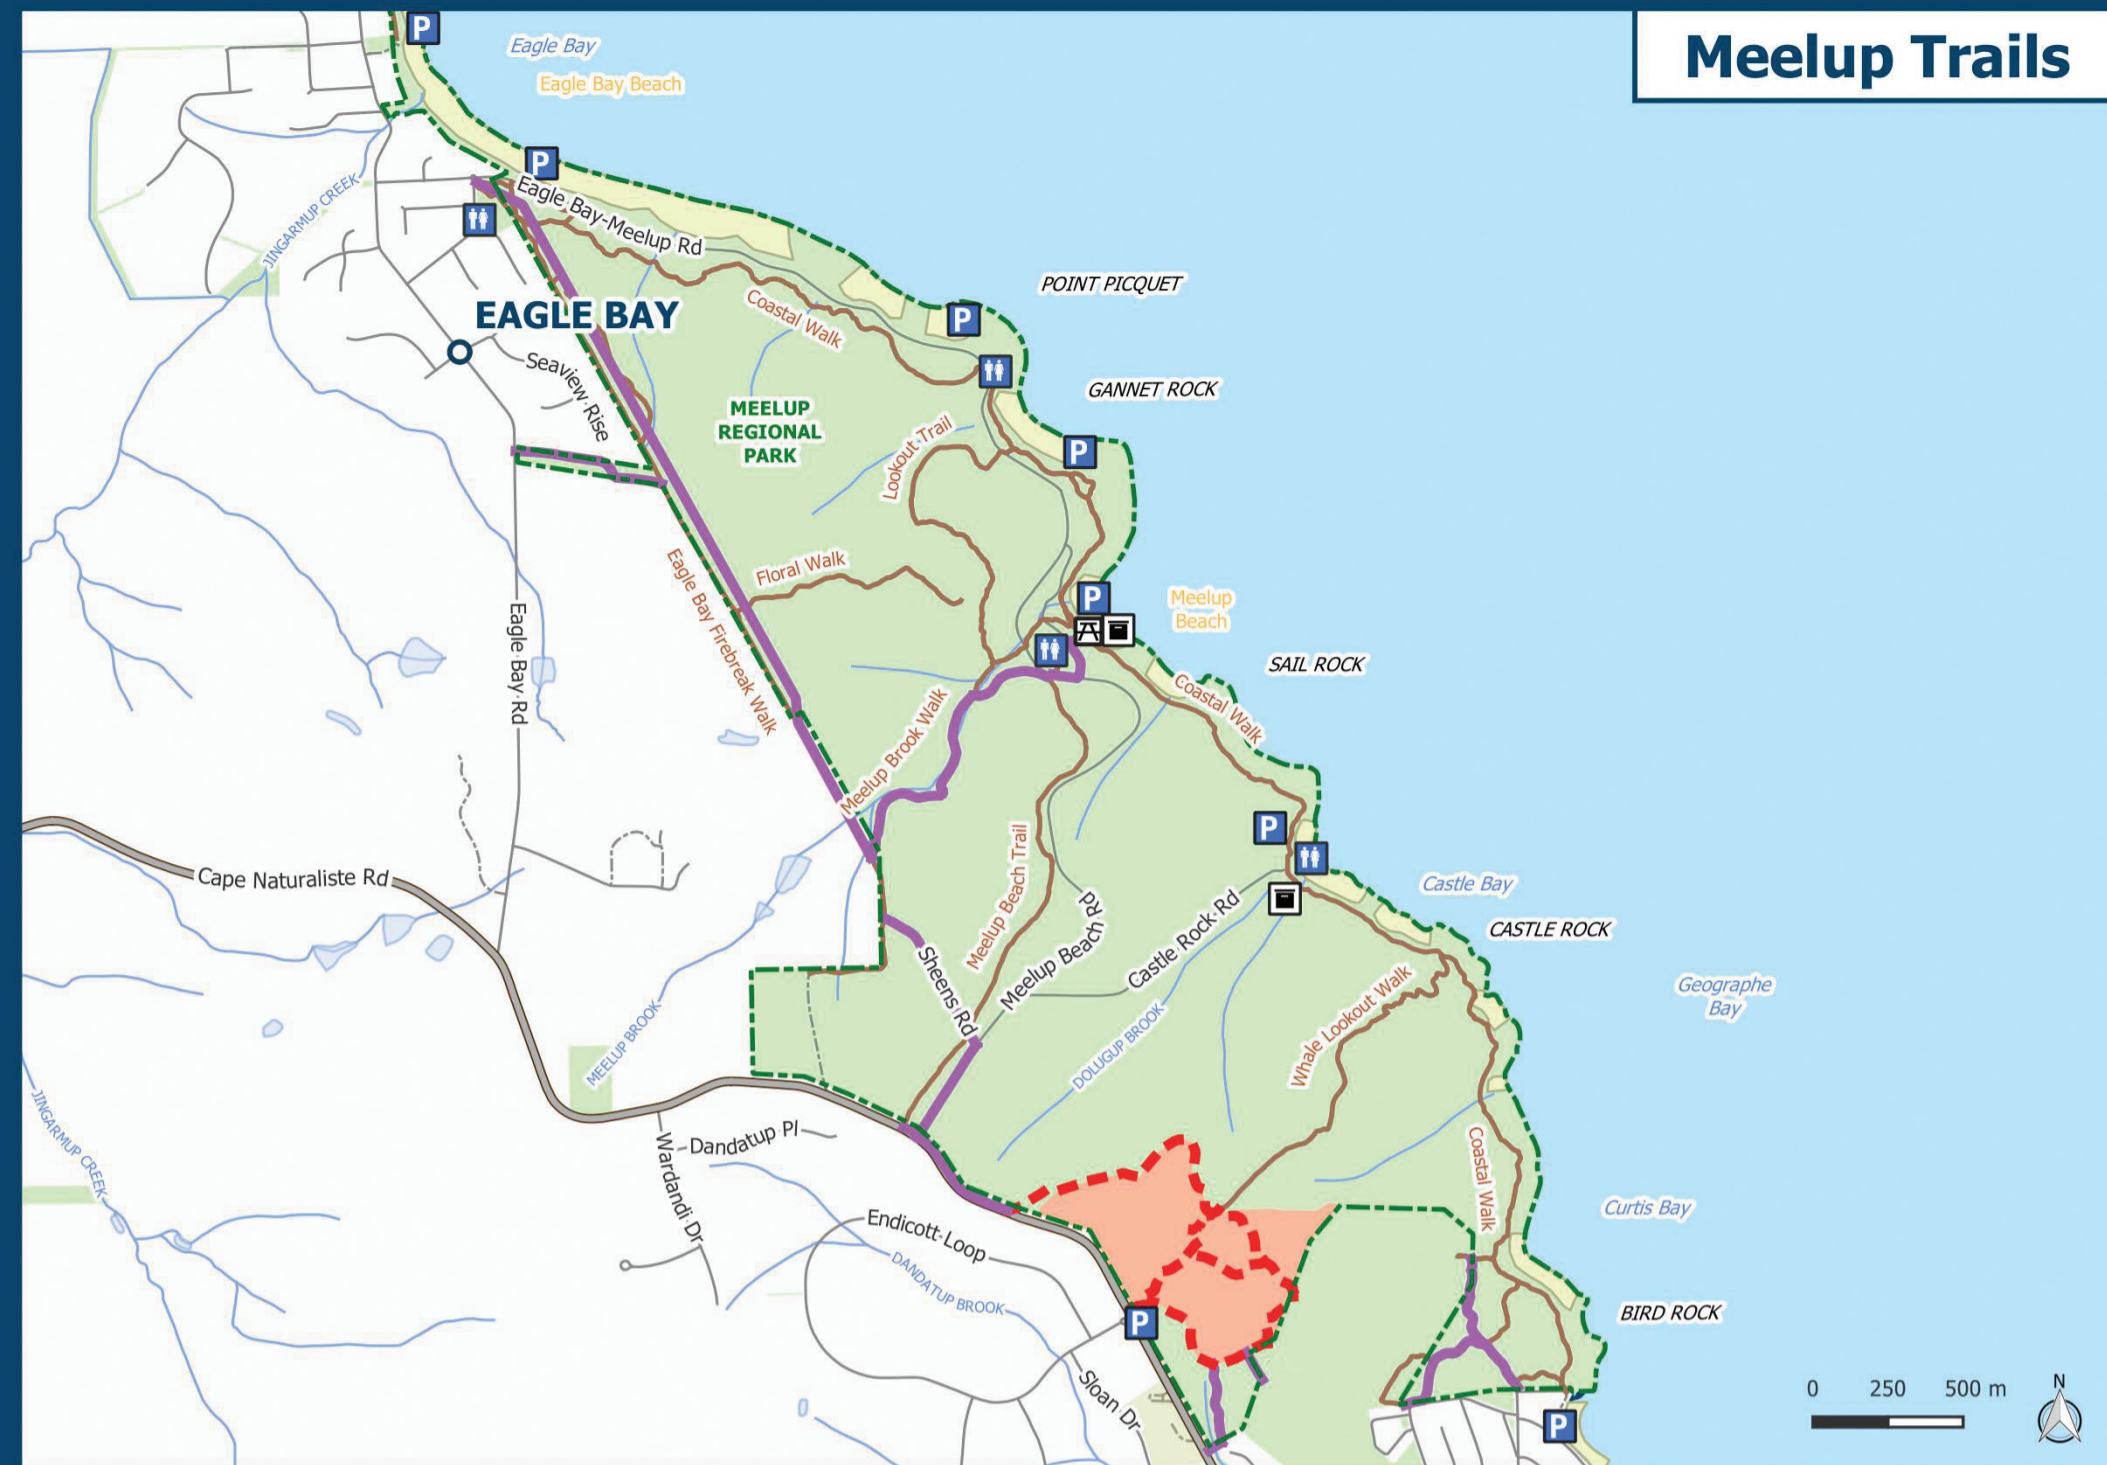 Meelup Trails
P
Eagle Bay
Eagle Bay Beach
P
Eagle Bay-Meelup Rd
JINGARMUP CREEK
POINT PICQUET
EAGLE BAY
Coastal Walk
P
Seaview Rise
GANNET ROCK
MEELUP
REGIONAL
PARK
Lookout Trail
P
Floral Walk
Eagle Bay Firebreak Walk
Eagle Bay Rd
P
Meelup
Beach
SAIL ROCK
Coastal Walk
Meelup Brook Walk
P
Cape Naturaliste Rd
Meelup Beach Trail
Castle Bay
CASTLE ROCK
Meelup Beach Rd
Castle Rock Rd
Sheens Rd
Geographe
Bay
Whale Lookout Walk
MEELUP BROOK
DOLUGUP BROOK
JINGARMUP CREEK
Dandatup Pl
Wardandi Dr
Coastal Walk
Curtis Bay
Endicott Loop
DANDATUP BROOK
BIRD ROCK
P
Sloan Dr
P
0 250 500 m
N